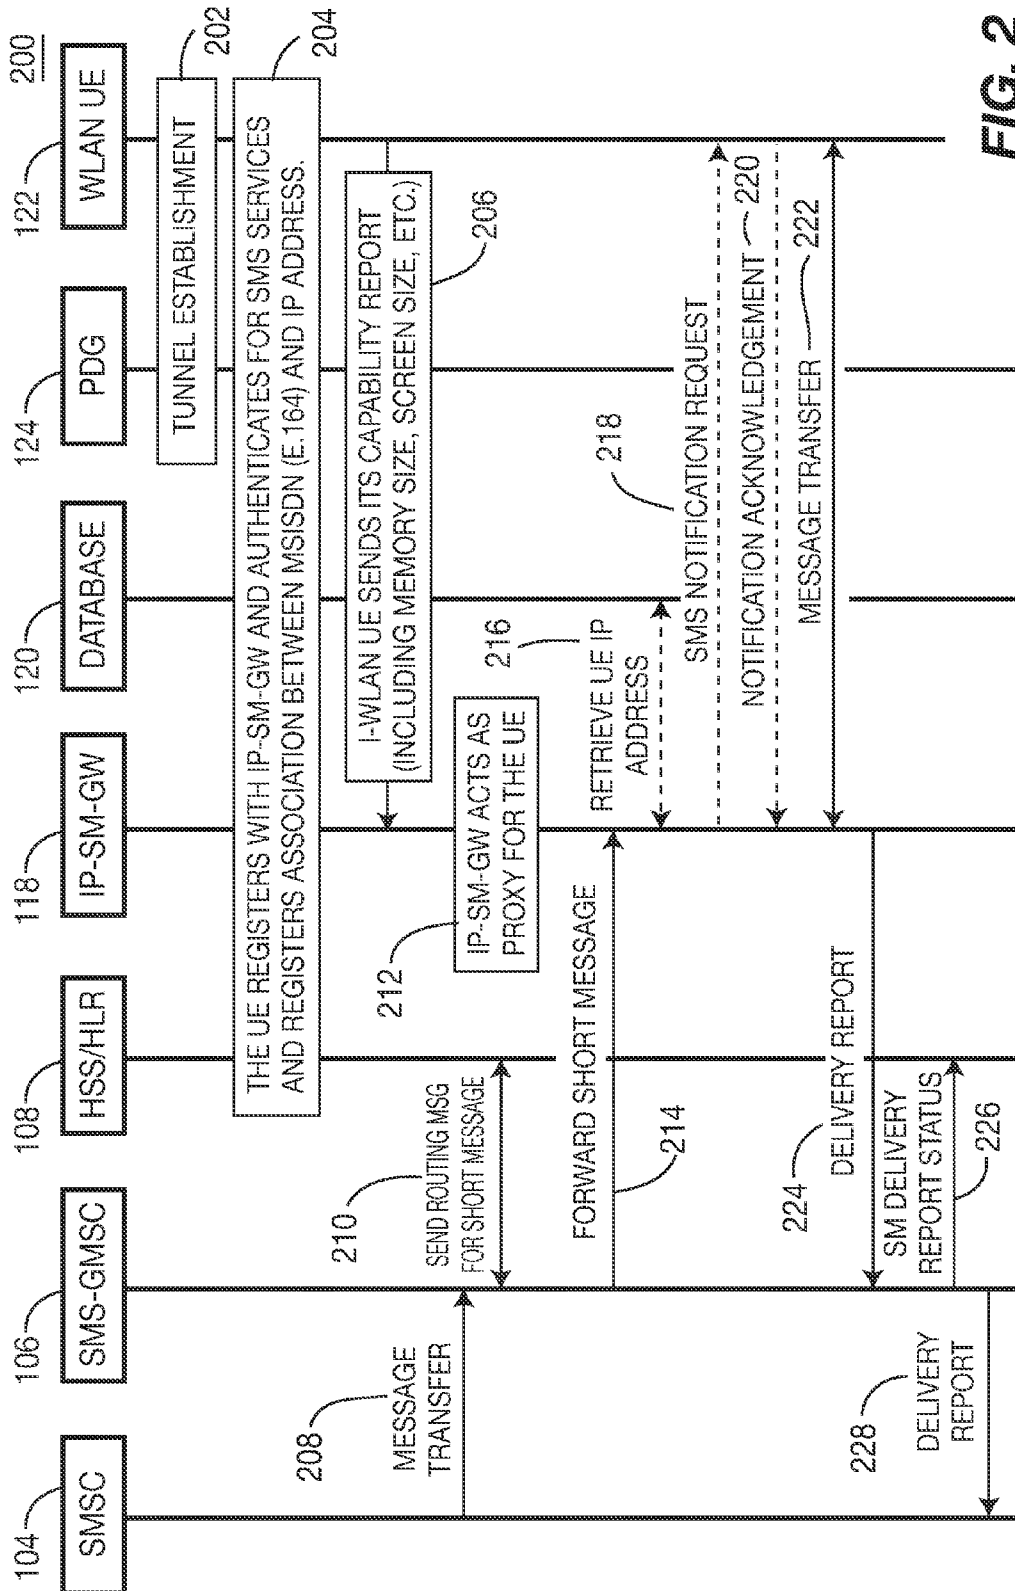 200
104
106
108
118
120
124
122
SMSC
SMS-GMSC
HSS/HLR
IP-SM-GW
DATABASE
PDG
WLAN UE
TUNNEL ESTABLISHMENT
202
THE UE REGISTERS WITH IP-SM-GW AND AUTHENTICATES FOR SMS SERVICES
AND REGISTERS ASSOCIATION BETWEEN MSISDN (E.164) AND IP ADDRESS.
204
I-WLAN UE SENDS ITS CAPABILITY REPORT
(INCLUDING MEMORY SIZE, SCREEN SIZE, ETC.)
206
208
MESSAGE
TRANSFER
210
SEND ROUTING MSG
FOR SHORT MESSAGE
212
IP-SM-GW ACTS AS
PROXY FOR THE UE
FORWARD SHORT MESSAGE
214
216
RETRIEVE UE IP
ADDRESS
218
SMS NOTIFICATION REQUEST
NOTIFICATION ACKNOWLEDGEMENT
220
MESSAGE TRANSFER
222
224
DELIVERY REPORT
SM DELIVERY
REPORT STATUS
226
228
DELIVERY
REPORT
FIG. 2